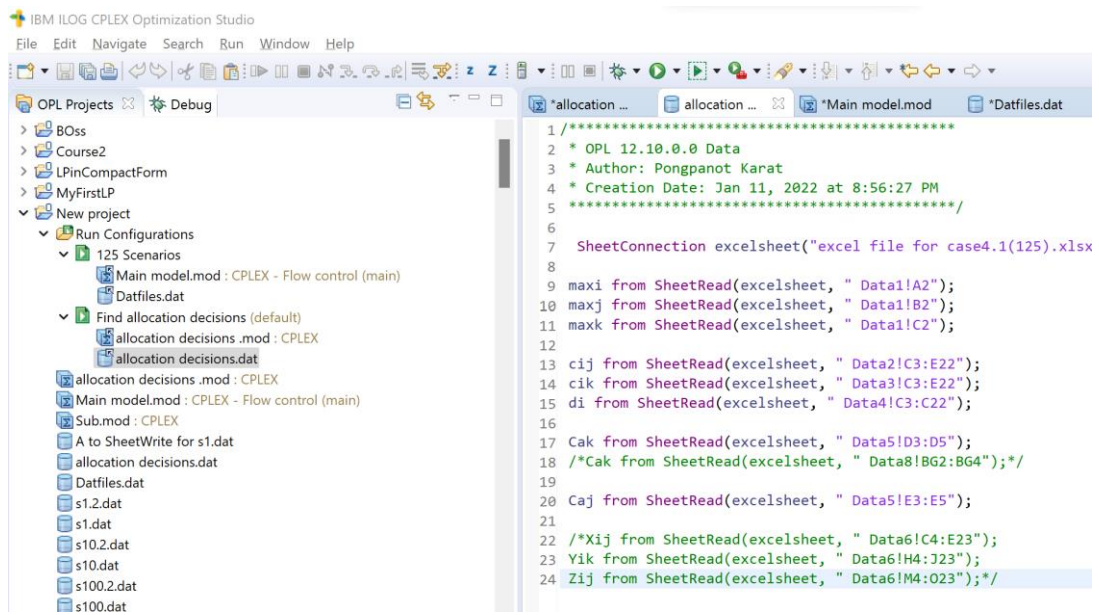 IBM ILOG CPLEX Optimization Studio
File Edit Navigate Search Run Window Help
OPL Projects Debug
BOss
Course2
LPinCompactForm
MyFirstLP
New project
Run Configurations
125 Scenarios
Main model.mod : CPLEX - Flow control (main)
Datfiles.dat
Find allocation decisions (default)
allocation decisions .mod : CPLEX
allocation decisions.dat
allocation decisions .mod : CPLEX
Main model.mod : CPLEX - Flow control (main)
Sub.mod : CPLEX
A to SheetWrite for s1.dat
allocation decisions.dat
Datfiles.dat
s1.2.dat
s1.dat
s10.2.dat
s10.dat
s100.2.dat
s100.dat
*allocation ... allocation ... *Main model.mod *Datfiles.dat
1 /*********************************************
2 * OPL 12.10.0.0 Data
3 * Author: Pongpanot Karat
4 * Creation Date: Jan 11, 2022 at 8:56:27 PM
5 *********************************************/
6
7 SheetConnection excelsheet("excel file for case4.1(125).xlsx
8
9 maxi from SheetRead(excelsheet, " Data1!A2");
10 maxj from SheetRead(excelsheet, " Data1!B2");
11 maxk from SheetRead(excelsheet, " Data1!C2");
12
13 cij from SheetRead(excelsheet, " Data2!C3:E22");
14 cik from SheetRead(excelsheet, " Data3!C3:E22");
15 di from SheetRead(excelsheet, " Data4!C3:C22");
16
17 Cak from SheetRead(excelsheet, " Data5!D3:D5");
18 /*Cak from SheetRead(excelsheet, " Data8!BG2:BG4");*/
19
20 Caj from SheetRead(excelsheet, " Data5!E3:E5");
21
22 /*Xij from SheetRead(excelsheet, " Data6!C4:E23");
23 Yik from SheetRead(excelsheet, " Data6!H4:J23");
24 Zij from SheetRead(excelsheet, " Data6!M4:O23");*/